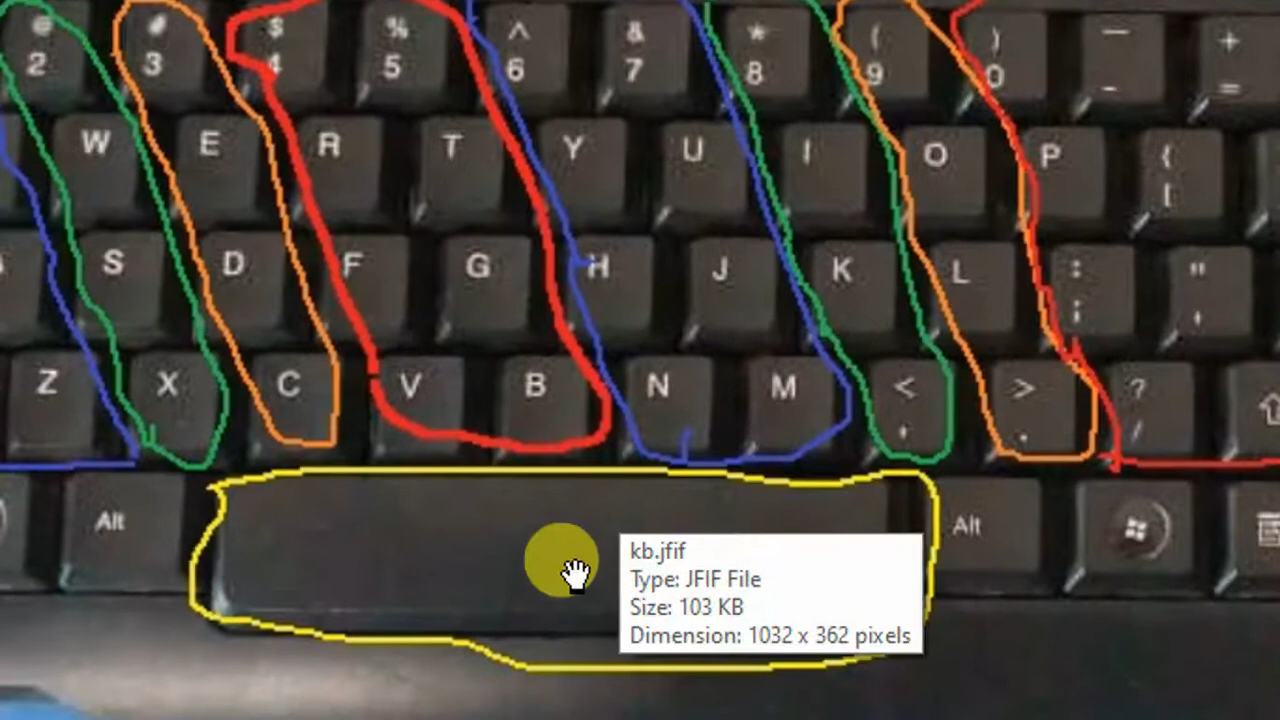 @ # $ % ^ & * ( ) — +
2 3 4 5 6 7 8 9 0 - =
W E R T Y U I O P { [
S D F G H J K L : ; " '
Z X C V B N M < , > . ? /
Alt Alt
kb.jfif
Type: JFIF File
Size: 103 KB
Dimension: 1032 x 362 pixels